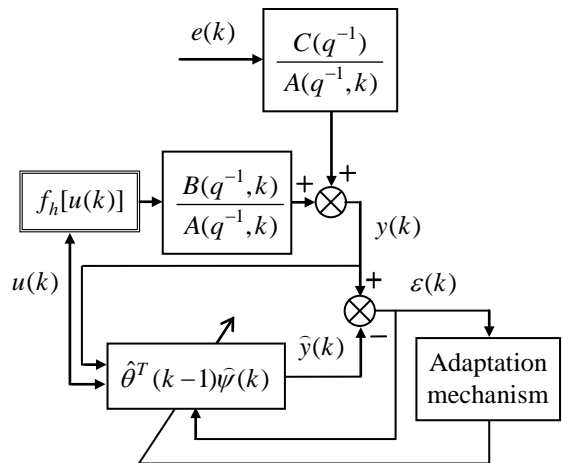 e(k)
C(q⁻¹)
A(q⁻¹,k)
+
f_h[u(k)]
B(q⁻¹,k)
A(q⁻¹,k)
+
y(k)
u(k)
+
ε(k)
−
ŷ(k)
θ̂ᵀ(k−1)ψ̂(k)
Adaptation
mechanism